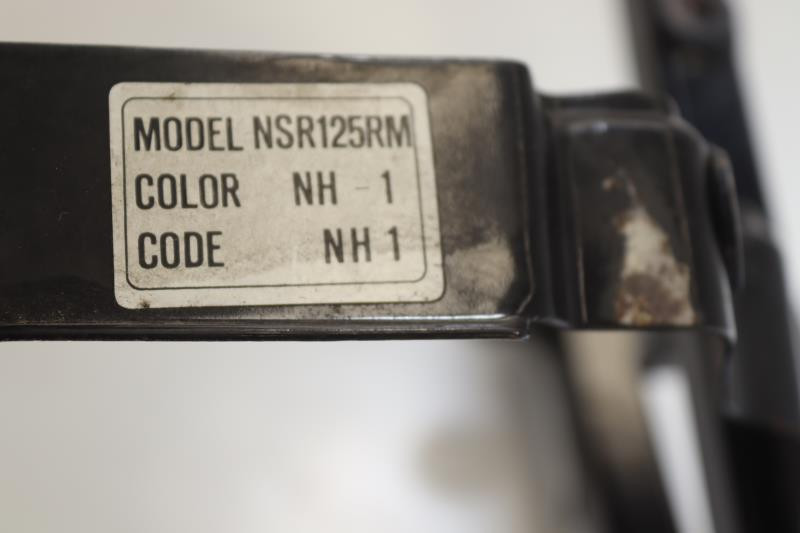 MODEL NSR125RM
COLOR NH-1
CODE NH1